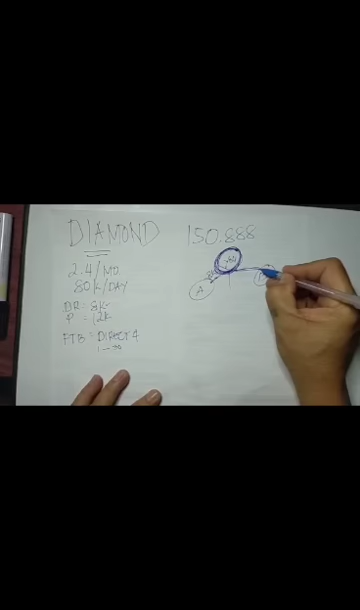 DIAMOND 150.888
2.4/MO.
80K/DAY
DR = 8K
P = 12K
FTB = DIRECT 4
A